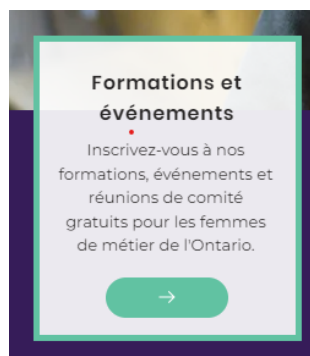 Formations et
événements
Inscrivez-vous à nos
formations, événements et
réunions de comité
gratuits pour les femmes
de métier de l'Ontario.